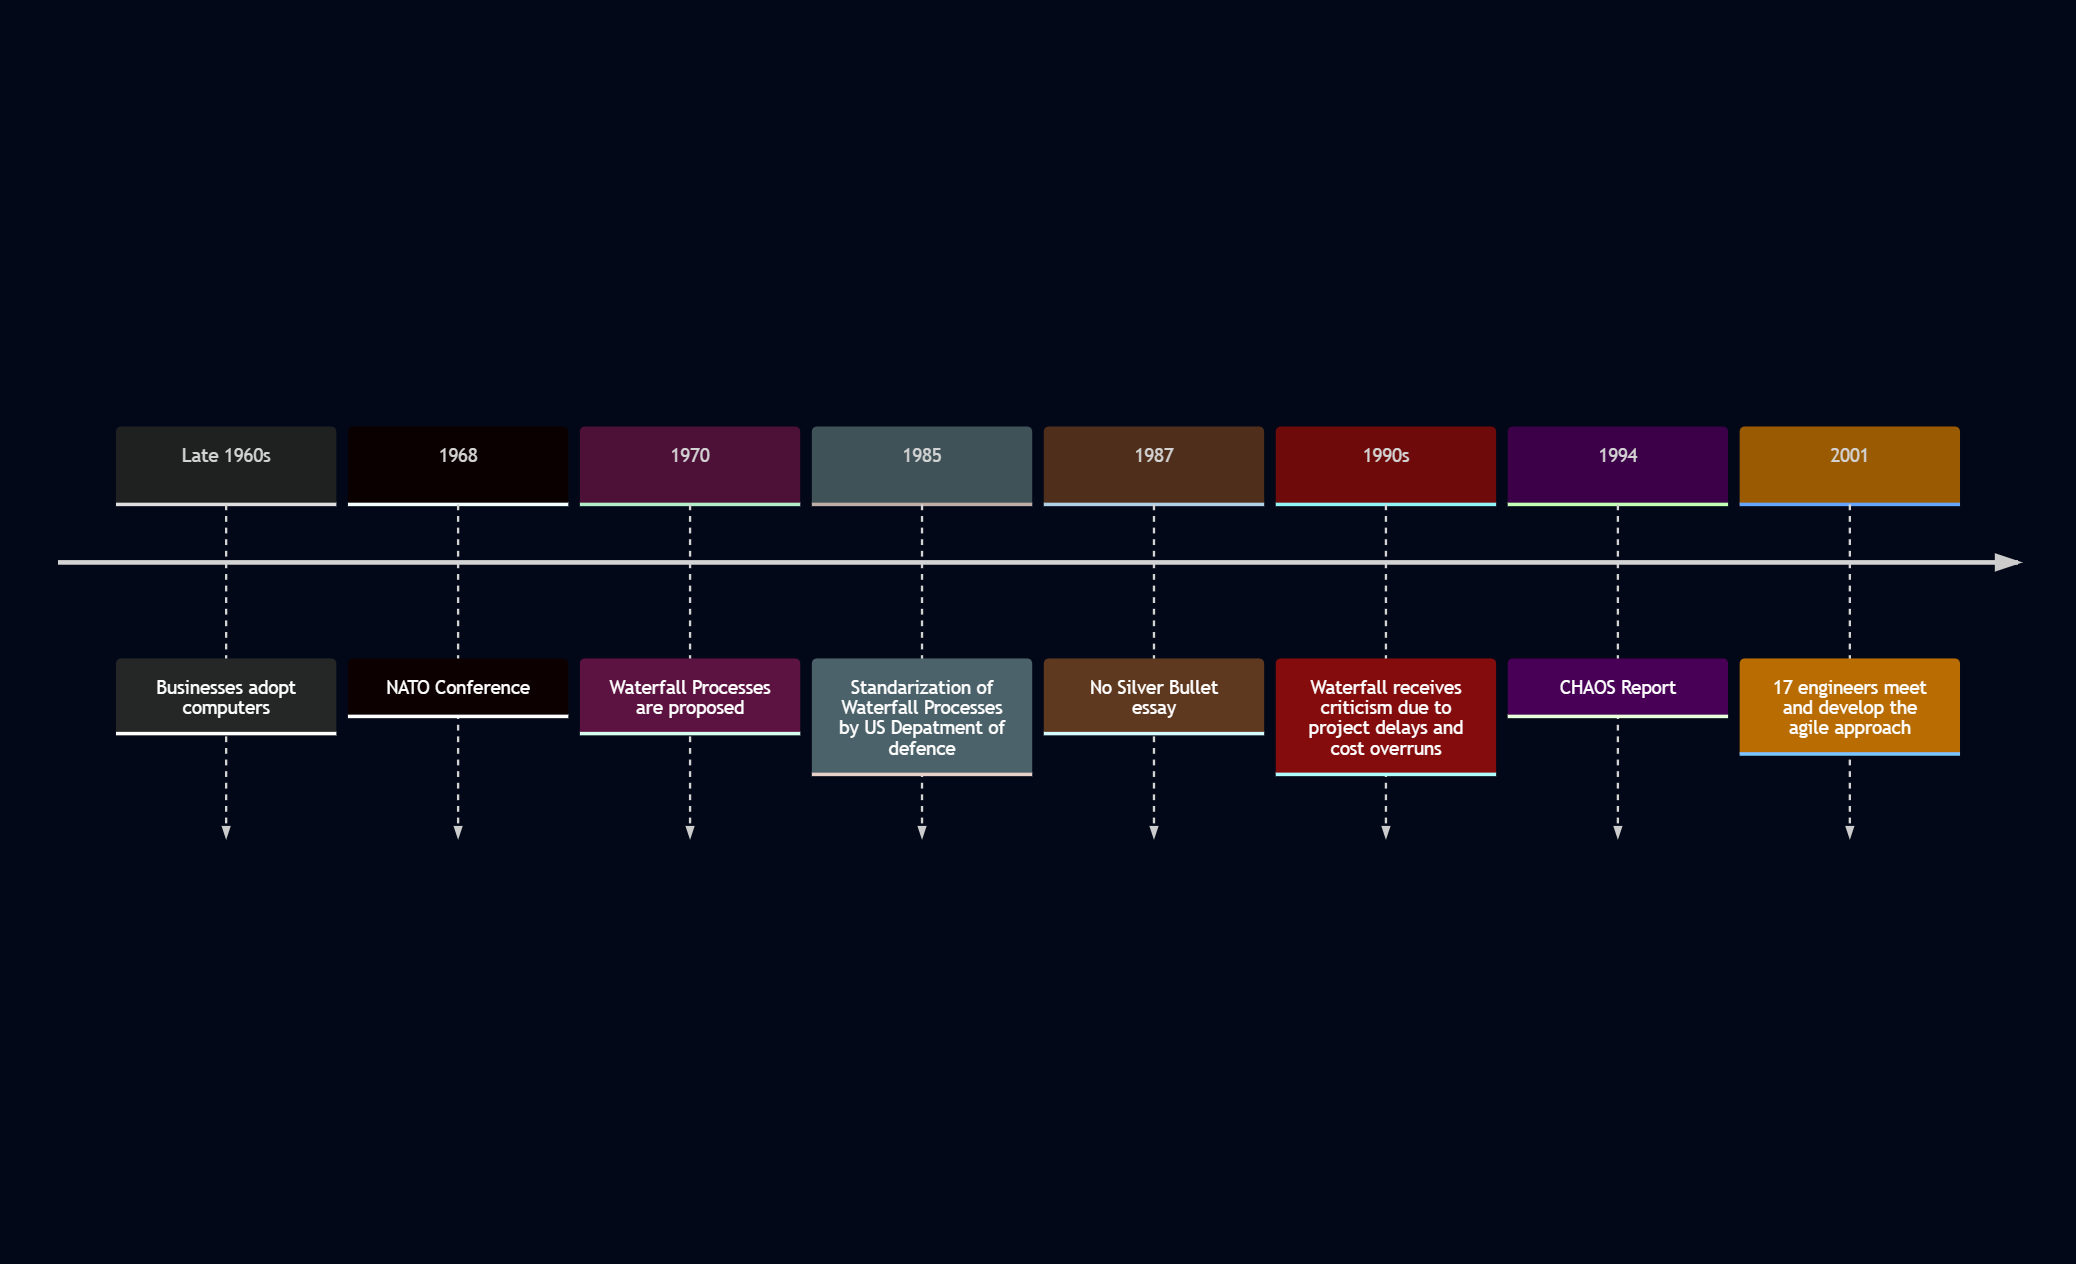 Late 1960s
1968
1970
1985
1987
1990s
1994
2001
Businesses adopt
computers
NATO Conference
Waterfall Processes
are proposed
Standarization of
Waterfall Processes
by US Depatment of
defence
No Silver Bullet
essay
Waterfall receives
criticism due to
project delays and
cost overruns
CHAOS Report
17 engineers meet
and develop the
agile approach